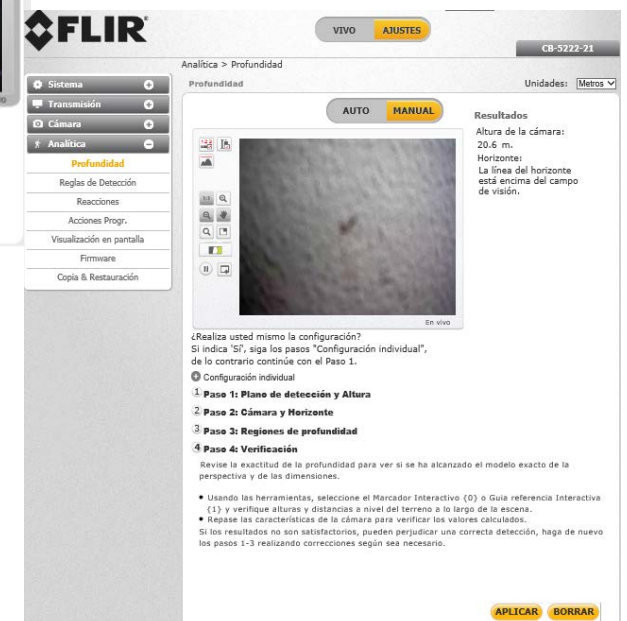 FLIR
VIVO AJUSTES
CB-5222-21
Analítica > Profundidad
Sistema
Transmisión
Cámara
Analítica
Profundidad
Reglas de Detección
Reacciones
Acciones Progr.
Visualización en pantalla
Firmware
Copia & Restauración
Profundidad
Unidades: Metros
AUTO MANUAL
1:1
En vivo
Resultados
Altura de la cámara:
20.6 m.
Horizonte:
La línea del horizonte
está encima del campo
de visión.
¿Realiza usted mismo la configuración?
Si indica 'Sí', siga los pasos "Configuración individual",
de lo contrario continúe con el Paso 1.
Configuración individual
1 Paso 1: Plano de detección y Altura
2 Paso 2: Cámara y Horizonte
3 Paso 3: Regiones de profundidad
4 Paso 4: Verificación
Revise la exactitud de la profundidad para ver si se ha alcanzado el modelo exacto de la
perspectiva y de las dimensiones.
• Usando las herramientas, seleccione el Marcador Interactivo {0} o Guia referencia Interactiva
{1} y verifique alturas y distancias a nivel del terreno a lo largo de la escena.
• Repase las características de la cámara para verificar los valores calculados.
Si los resultados no son satisfactorios, pueden perjudicar una correcta detección, haga de nuevo
los pasos 1-3 realizando correcciones según sea necesario.
APLICAR BORRAR